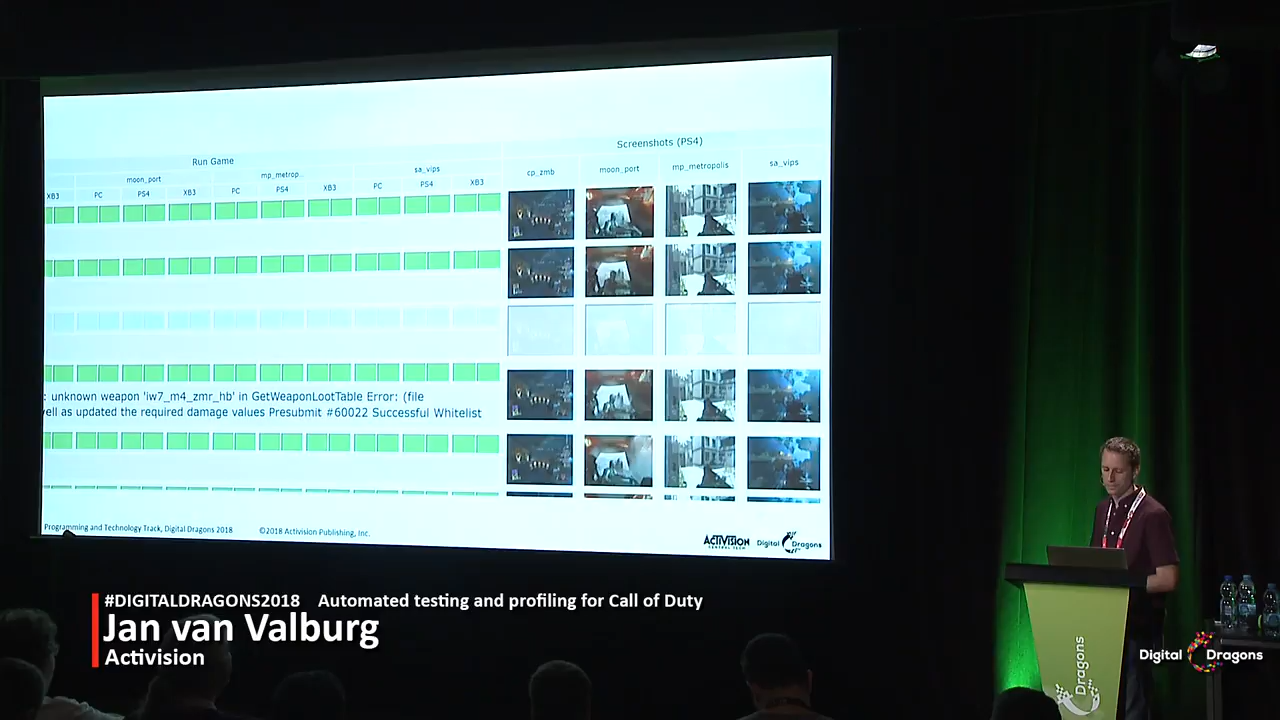 Run Game
Screenshots (PS4)
moon_port
mp_metrop...
sa_vips
cp_zmb
moon_port
mp_metropolis
sa_vips
XB3
PC
PS4
XB3
PC
PS4
XB3
PC
PS4
XB3
: unknown weapon 'iw7_m4_zmr_hb' in GetWeaponLootTable Error: (file
well as updated the required damage values Presubmit #60022 Successful Whitelist
Programming and Technology Track, Digital Dragons 2018
©2018 Activision Publishing, Inc.
ACTIVISION
CENTRAL TECH
Digital Dragons
#DIGITALDRAGONS2018 Automated testing and profiling for Call of Duty
Jan van Valburg
Activision
Dragons
Digital Dragons